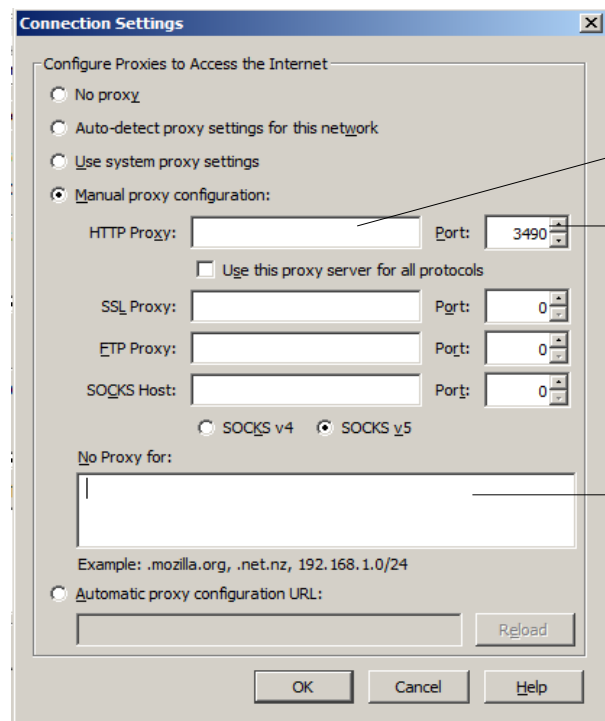 Connection Settings
Configure Proxies to Access the Internet
No proxy
Auto-detect proxy settings for this network
Use system proxy settings
Manual proxy configuration:
HTTP Proxy: Port: 3490
Use this proxy server for all protocols
SSL Proxy: Port: 0
FTP Proxy: Port: 0
SOCKS Host: Port: 0
SOCKS v4 SOCKS v5
No Proxy for:
Example: .mozilla.org, .net.nz, 192.168.1.0/24
Automatic proxy configuration URL:
Reload
OK Cancel Help